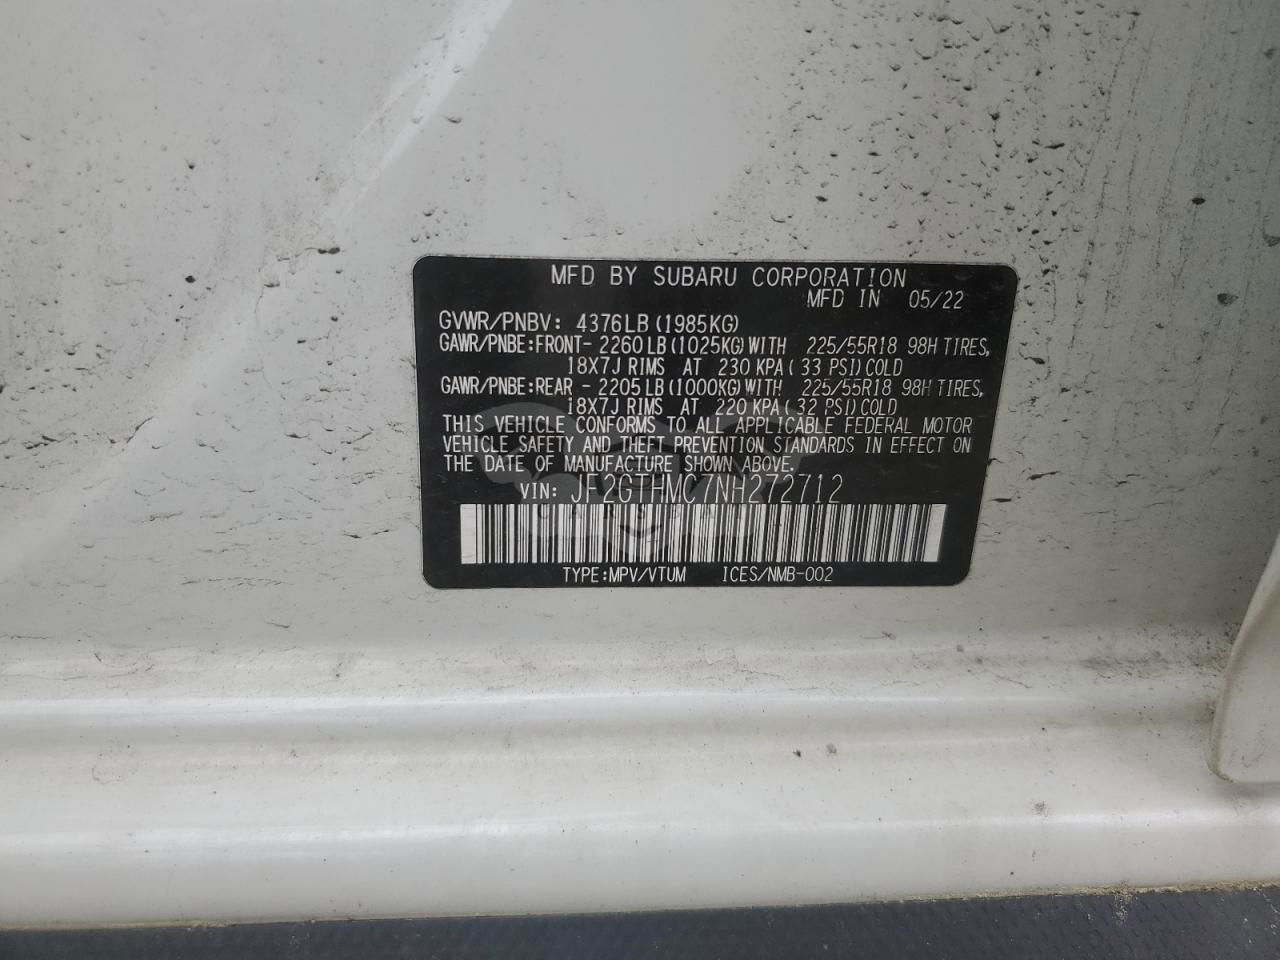 MFD BY SUBARU CORPORATION
MFD IN 05/22
GVWR/PNBV: 4376LB (1985KG)
GAWR/PNBE:FRONT- 2260LB (1025KG) WITH 225/55R18 98H TIRES,
18X7J RIMS AT 230 KPA ( 33 PSI) COLD
GAWR/PNBE:REAR - 2205LB (1000KG) WITH 225/55R18 98H TIRES,
18X7J RIMS AT 220 KPA ( 32 PSI) COLD
THIS VEHICLE CONFORMS TO ALL APPLICABLE FEDERAL MOTOR
VEHICLE SAFETY AND THEFT PREVENTION STANDARDS IN EFFECT ON
THE DATE OF MANUFACTURE SHOWN ABOVE.
VIN: JF2GTHMC7NH272712
TYPE:MPV/VTUM ICES/NMB-002